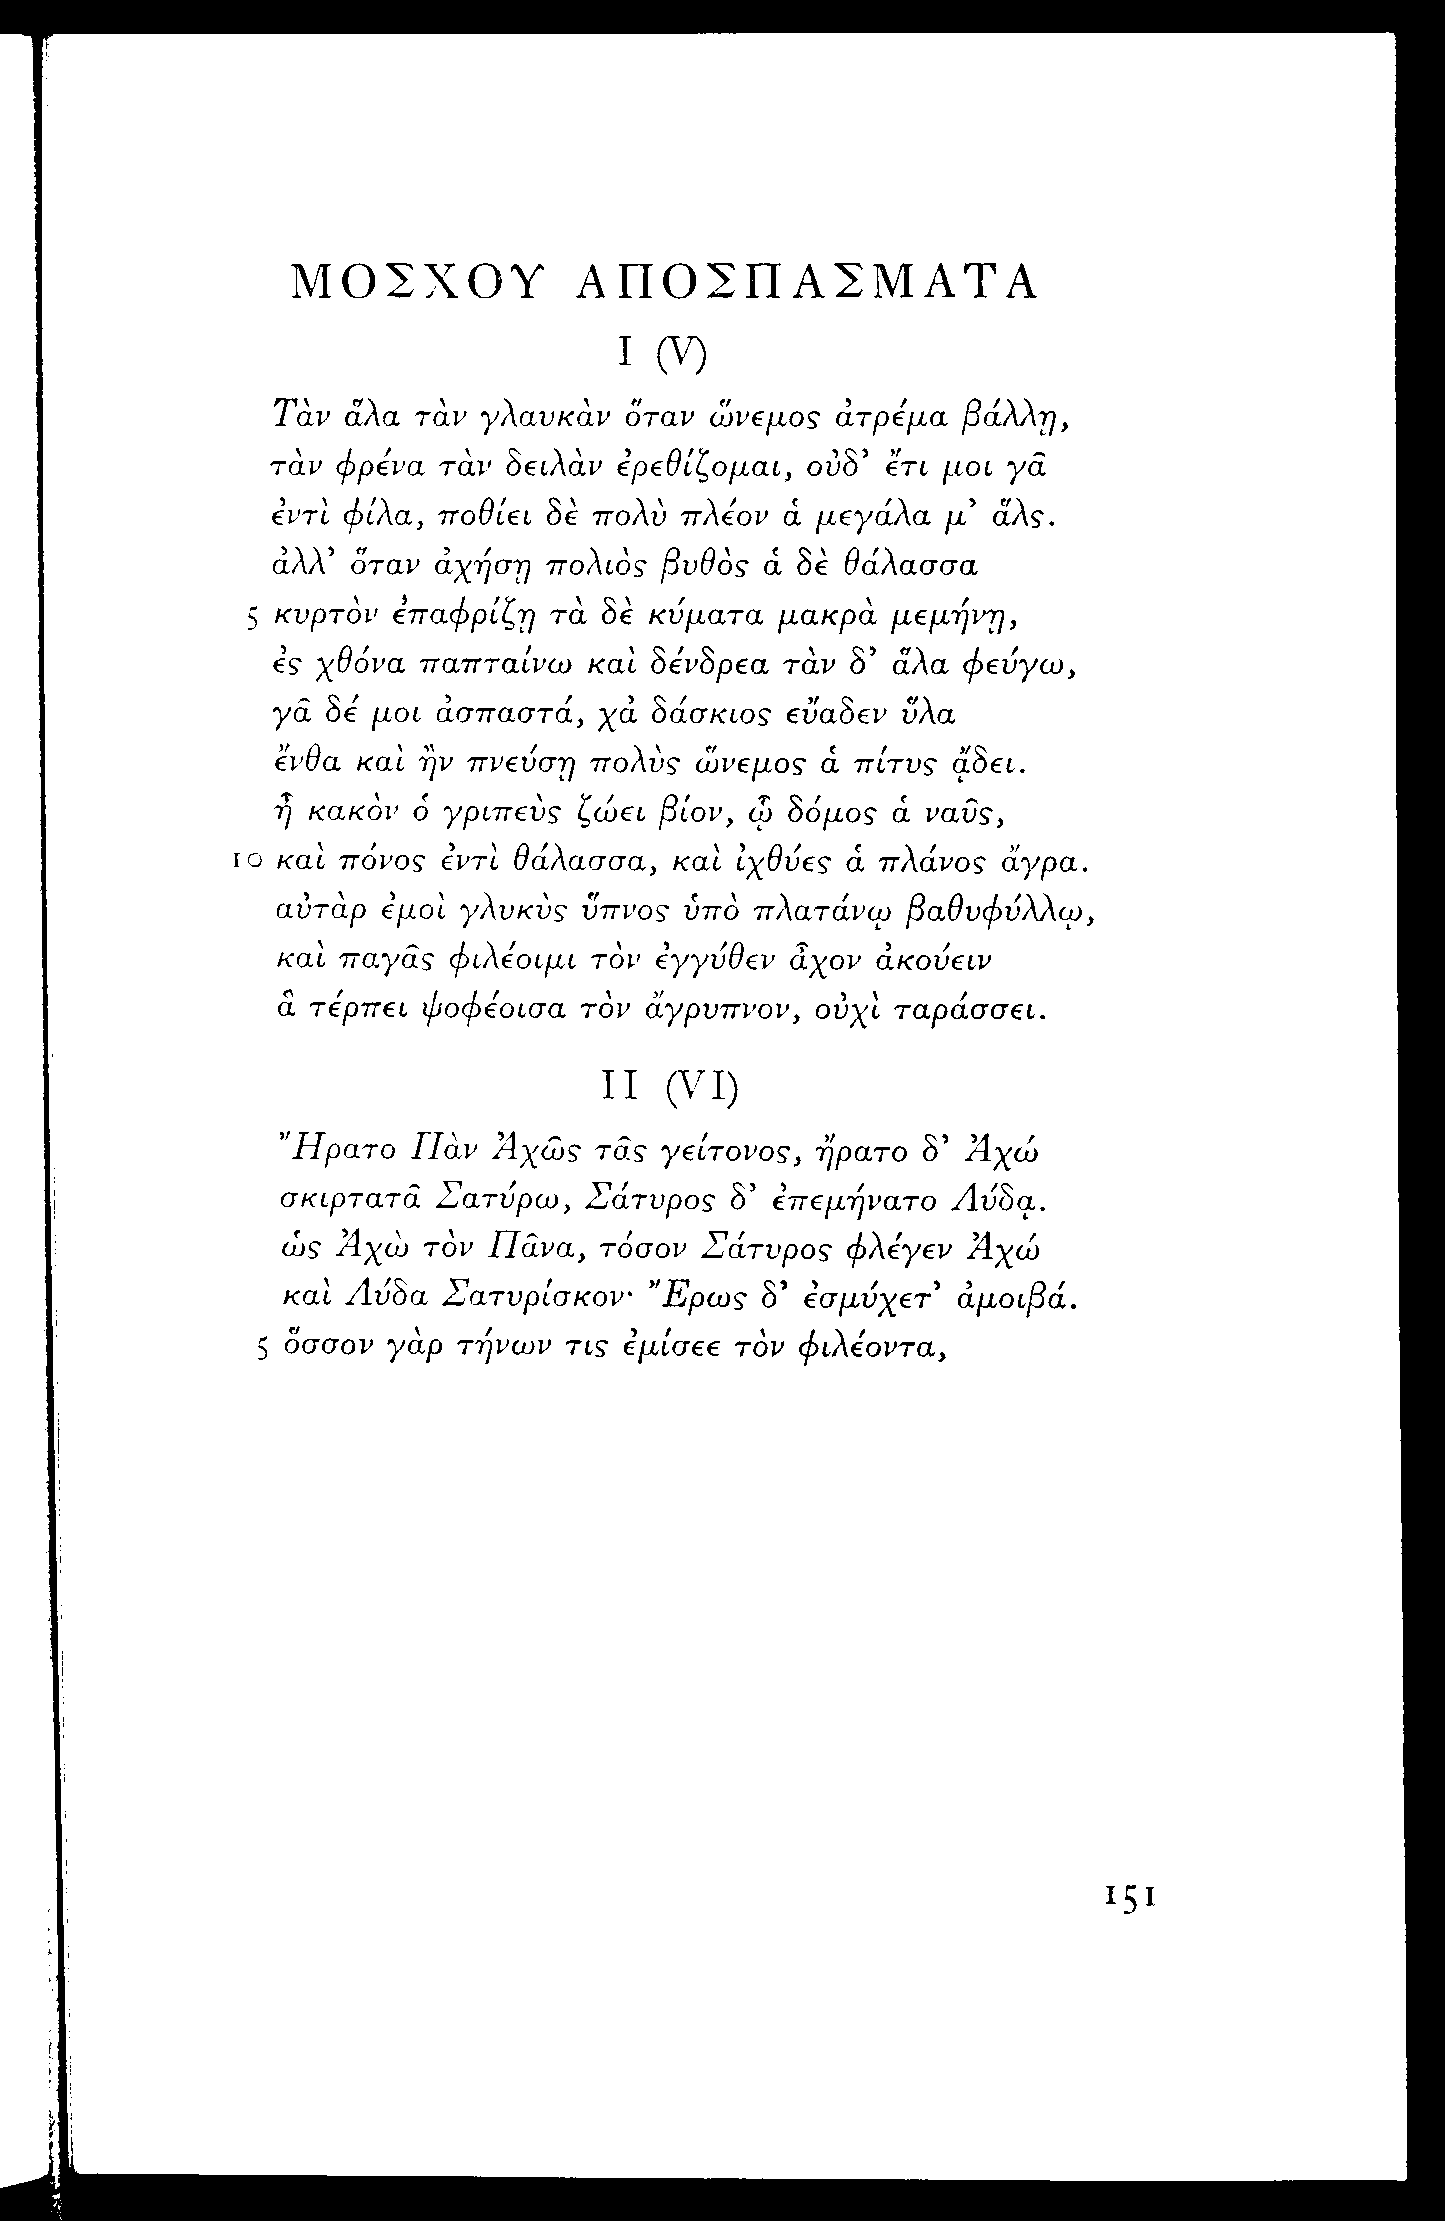 ΜΟΣΧΟΥ ΑΠΟΣΠΑΣΜΑΤΑ
I (V)
Τὰν ἅλα τὰν γλαυκὰν ὅταν ὥνεμος ἀτρέμα βάλλῃ,
τὰν φρένα τὰν δειλὰν ἐρεθίζομαι, οὐδ’ ἔτι μοι γᾶ
ἐντὶ φίλα, ποθίει δὲ πολὺ πλέον ἁ μεγάλα μ’ ἅλς.
ἀλλ’ ὅταν ἀχήσῃ πολιὸς βυθὸς ἁ δὲ θάλασσα
5 κυρτὸν ἐπαφρίζῃ τὰ δὲ κύματα μακρὰ μεμήνῃ,
ἐς χθόνα παπταίνω καὶ δένδρεα τὰν δ’ ἅλα φεύγω,
γᾶ δέ μοι ἀσπαστά, χἀ δάσκιος εὔαδεν ὕλα
ἔνθα καὶ ἢν πνεύσῃ πολὺς ὥνεμος ἁ πίτυς ᾄδει.
ἦ κακὸν ὁ γριπεὺς ζώει βίον, ᾧ δόμος ἁ ναῦς,
10 καὶ πόνος ἐντὶ θάλασσα, καὶ ἰχθύες ἁ πλάνος ἄγρα.
αὐτὰρ ἐμοὶ γλυκὺς ὕπνος ὑπὸ πλατάνῳ βαθυφύλλῳ,
καὶ παγᾶς φιλέοιμι τὸν ἐγγύθεν ἆχον ἀκούειν
ἃ τέρπει ψοφέοισα τὸν ἄγρυπνον, οὐχὶ ταράσσει.
II (VI)
Ἤρατο Πὰν Ἀχῶς τᾶς γείτονος, ἤρατο δ’ Ἀχώ
σκιρτατᾶ Σατύρω, Σάτυρος δ’ ἐπεμήνατο Λύδᾳ.
ὡς Ἀχὼ τὸν Πᾶνα, τόσον Σάτυρος φλέγεν Ἀχώ
καὶ Λύδα Σατυρίσκον· Ἔρως δ’ ἐσμύχετ’ ἀμοιβά.
5 ὅσσον γὰρ τήνων τις ἐμίσεε τὸν φιλέοντα,
151